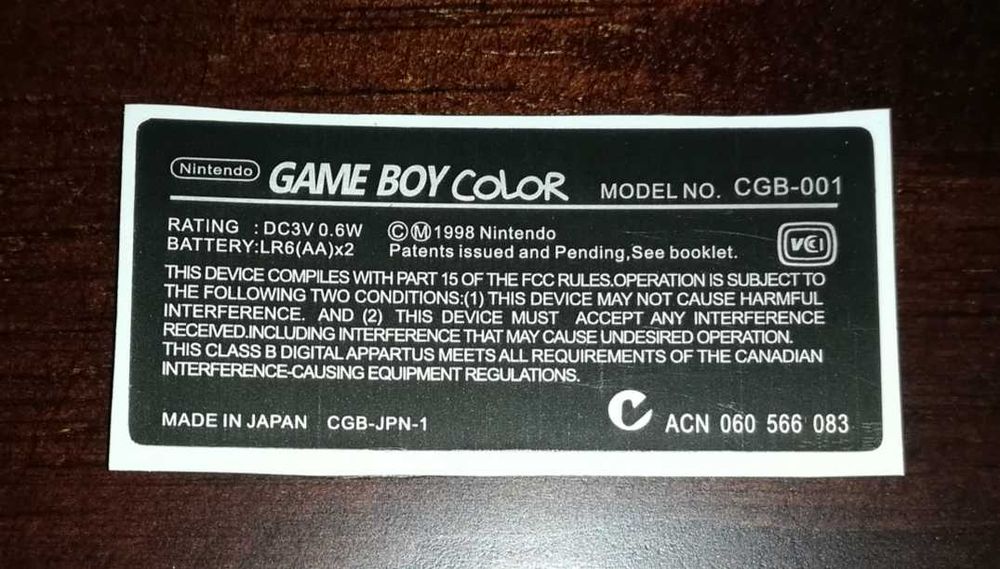 Nintendo GAME BOY COLOR MODEL NO. CGB-001
RATING : DC3V 0.6W ©Ⓜ1998 Nintendo
BATTERY:LR6(AA)x2 Patents issued and Pending,See booklet.
VCI
THIS DEVICE COMPILES WITH PART 15 OF THE FCC RULES.OPERATION IS SUBJECT TO
THE FOLLOWING TWO CONDITIONS:(1) THIS DEVICE MAY NOT CAUSE HARMFUL
INTERFERENCE. AND (2) THIS DEVICE MUST ACCEPT ANY INTERFERENCE
RECEIVED.INCLUDING INTERFERENCE THAT MAY CAUSE UNDESIRED OPERATION.
THIS CLASS B DIGITAL APPARTUS MEETS ALL REQUIREMENTS OF THE CANADIAN
INTERFERENCE-CAUSING EQUIPMENT REGULATIONS.
MADE IN JAPAN CGB-JPN-1 ACN 060 566 083